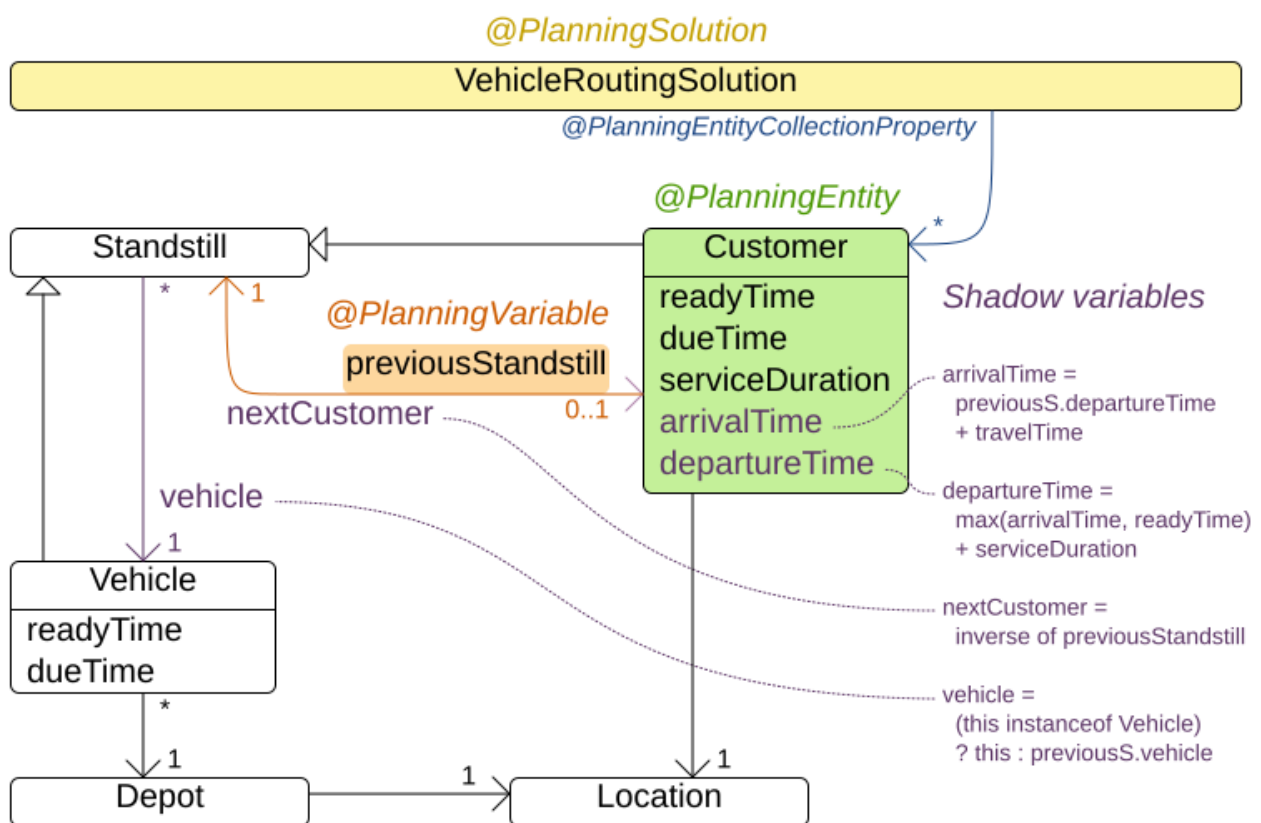 @PlanningSolution
VehicleRoutingSolution
@PlanningEntityCollectionProperty
@PlanningEntity
*
Standstill
Customer
*
1
@PlanningVariable
previousStandstill
0..1
nextCustomer
readyTime
dueTime
serviceDuration
arrivalTime
departureTime
Shadow variables
arrivalTime =
previousS.departureTime
+ travelTime
departureTime =
max(arrivalTime, readyTime)
+ serviceDuration
nextCustomer =
inverse of previousStandstill
vehicle =
(this instanceof Vehicle)
? this : previousS.vehicle
vehicle
1
Vehicle
readyTime
dueTime
*
1
Depot
1
1
Location